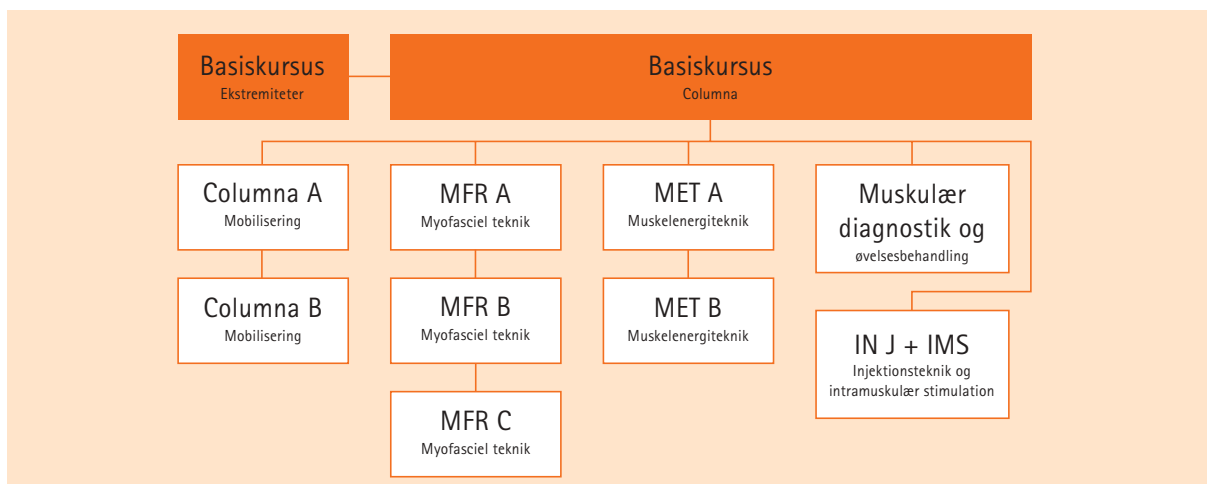 Basiskursus
Ekstremiteter
Basiskursus
Columna
Columna A
Mobilisering
MFR A
Myofasciel teknik
MET A
Muskelenergiteknik
Muskulær
diagnostik og
øvelsesbehandling
Columna B
Mobilisering
MFR B
Myofasciel teknik
MET B
Muskelenergiteknik
IN J + IMS
Injektionsteknik og
intramuskulær stimulation
MFR C
Myofasciel teknik